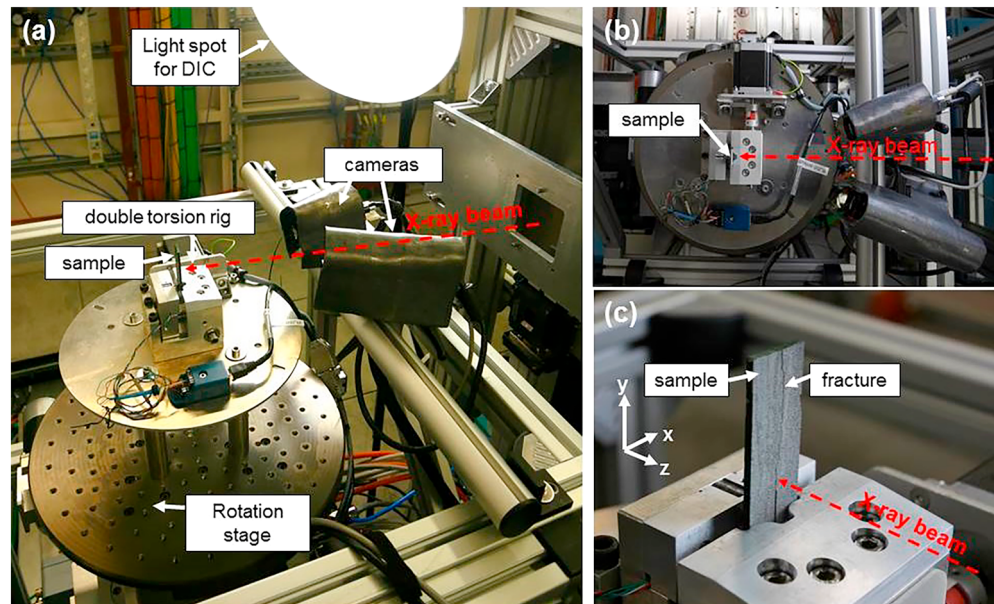 (a)
Light spot
for DIC
cameras
X-ray beam
double torsion rig
sample
Rotation
stage
(b)
sample
X-ray beam
(c)
sample
fracture
y
x
z
X-ray beam